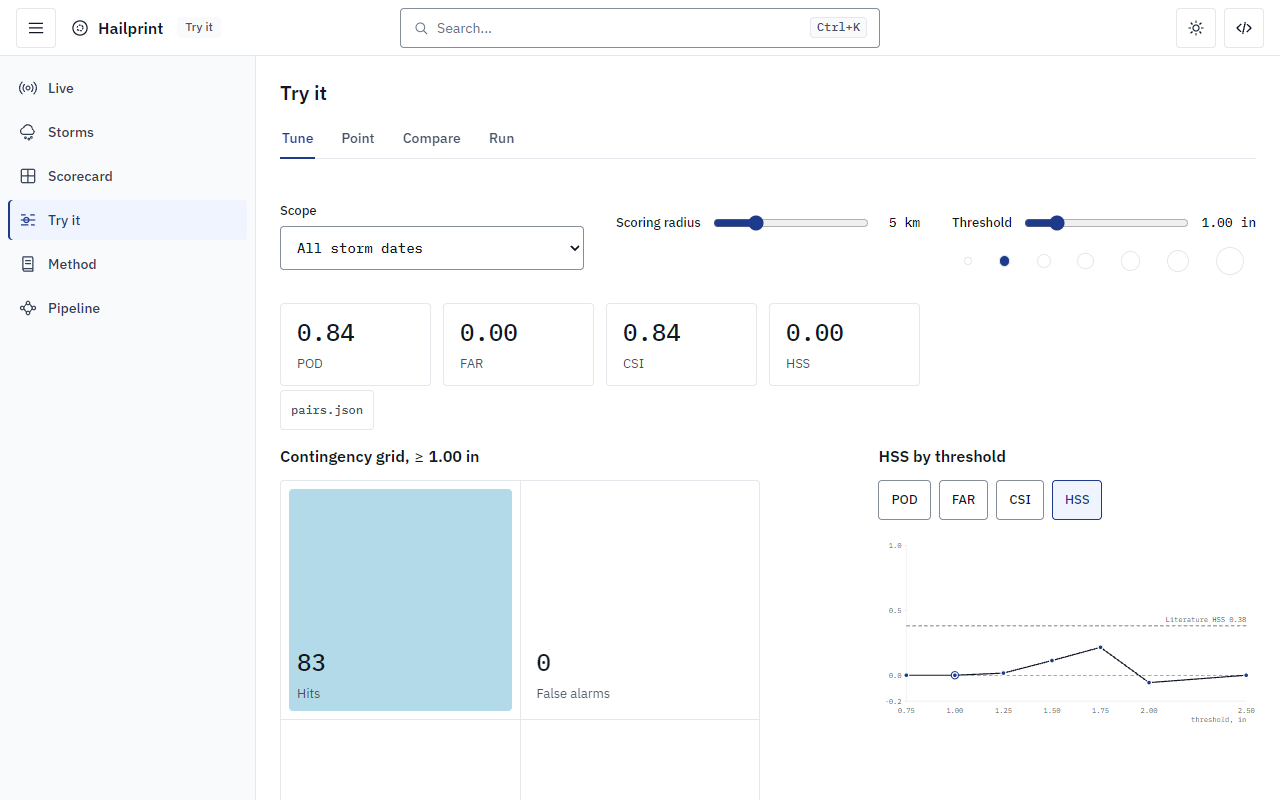 Hailprint
Try it
Search...
Ctrl+K
Live
Storms
Scorecard
Try it
Method
Pipeline
Try it
Tune
Point
Compare
Run
Scope
All storm dates
Scoring radius
5 km
Threshold
1.00 in
0.84
POD
0.00
FAR
0.84
CSI
0.00
HSS
pairs.json
Contingency grid, ≥ 1.00 in
83
Hits
0
False alarms
HSS by threshold
POD
FAR
CSI
HSS
1.0
0.5
Literature HSS 0.38
0.0
-0.2
0.75
1.00
1.25
1.50
1.75
2.00
2.50
threshold, in